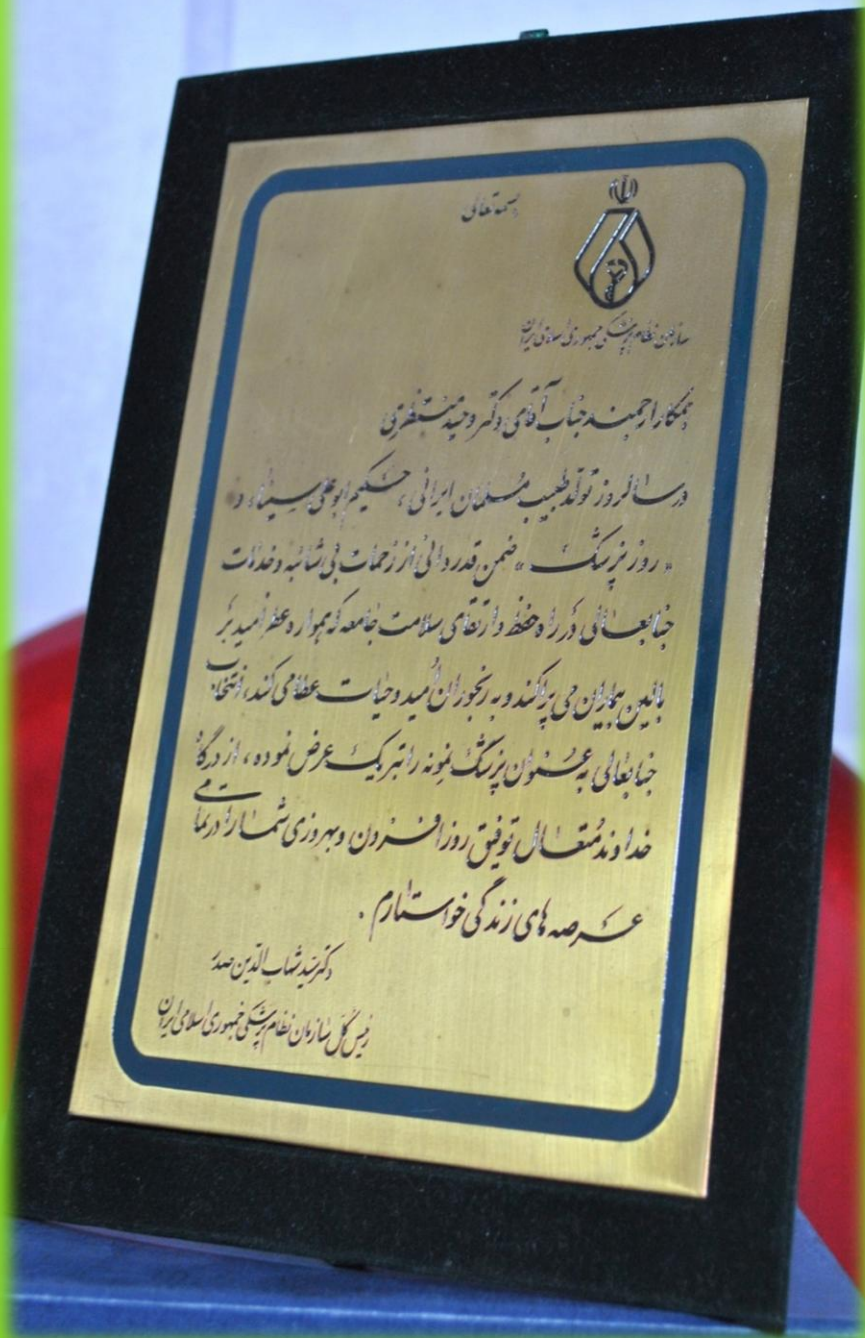 بسمه تعالی
سازمان نظام پزشکی جمهوری اسلامی ایران
همکار ارجمند جناب آقای دکتر وحید منتظری
در سالروز تولد طبیب مسلمان ایرانی، حکیم ابوعلی سینا، و
«روز پزشک» ضمن قدردانی از زحمات بی شائبه و خدمات
جنابعالی در راه حفظ و ارتقای سلامت جامعه که همواره عطر امید بر
بالین بیماران می پراکند و به رنجوران امید و حیات عطا می کند، انتخاب
جنابعالی به عنوان پزشک نمونه را تبریک عرض نموده، از درگاه
خداوند متعال توفیق روز افزون و بهروزی شما را در تمامی
عرصه های زندگی خواستارم.
دکتر سید شهاب الدین صدر
رئیس کل سازمان نظام پزشکی جمهوری اسلامی ایران